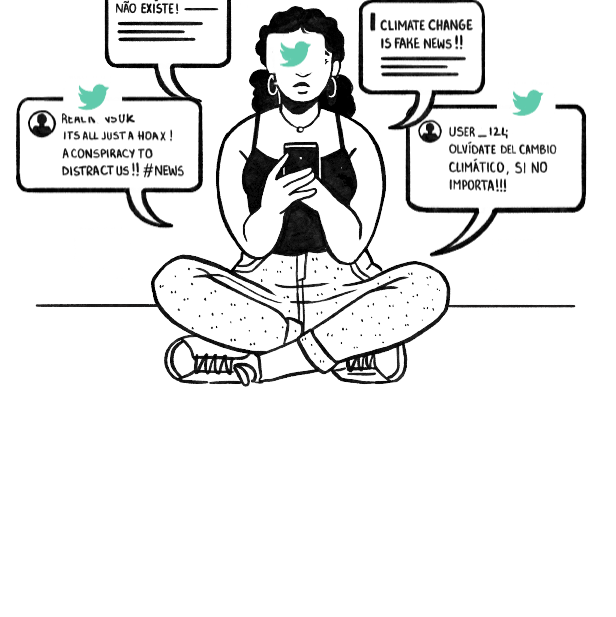 NÃO EXISTE!
CLIMATE CHANGE
IS FAKE NEWS!!
ITS ALL JUST A HOAX!
A CONSPIRACY TO
DISTRACT US!! #NEWS
USER_124
OLVÍDATE DEL CAMBIO
CLIMÁTICO, SI NO
IMPORTA!!!